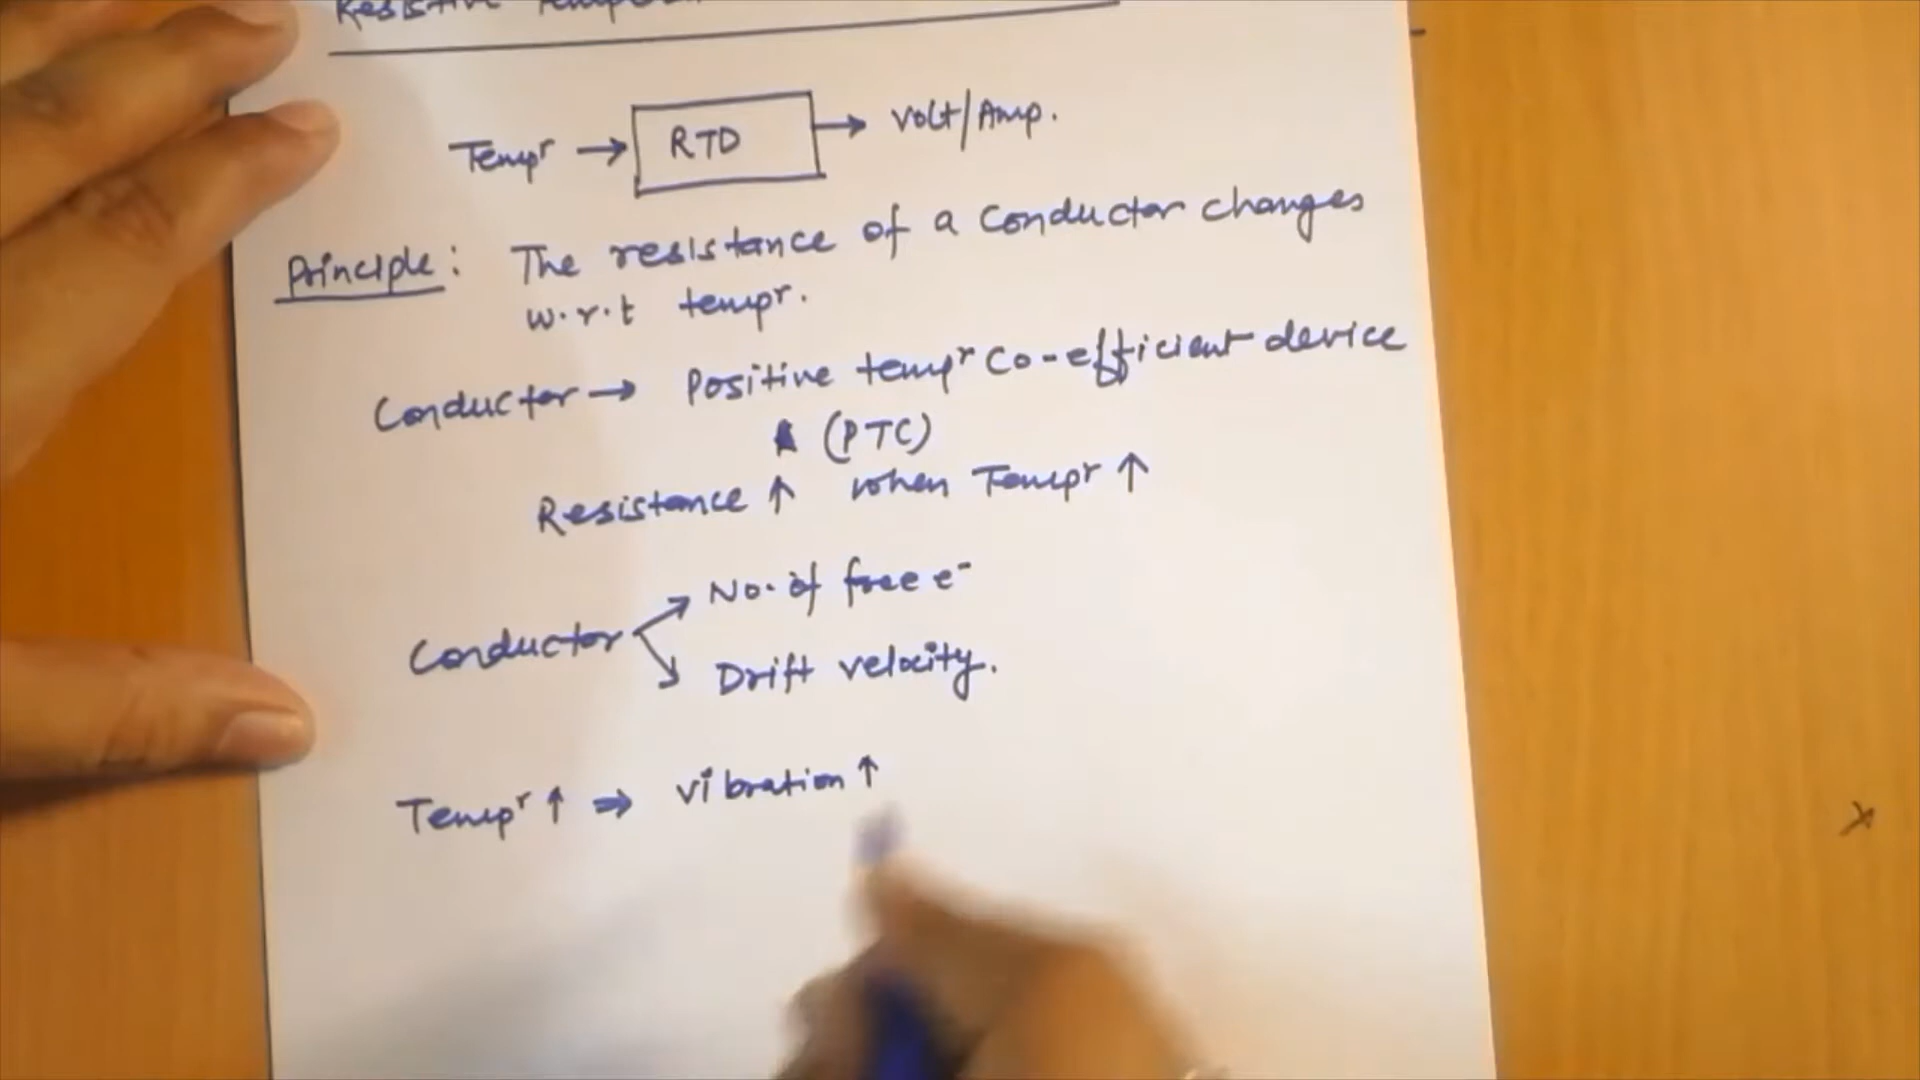 Resistive
Tempr → RTD → Volt/Amp.
Principle: The resistance of a conductor changes
w.r.t tempr.
Conductor → Positive tempr Co-efficient device
(PTC)
Resistance ↑ when Tempr ↑
Conductor
No. of free e-
Drift velocity.
Tempr ↑ ⇒ vibration ↑